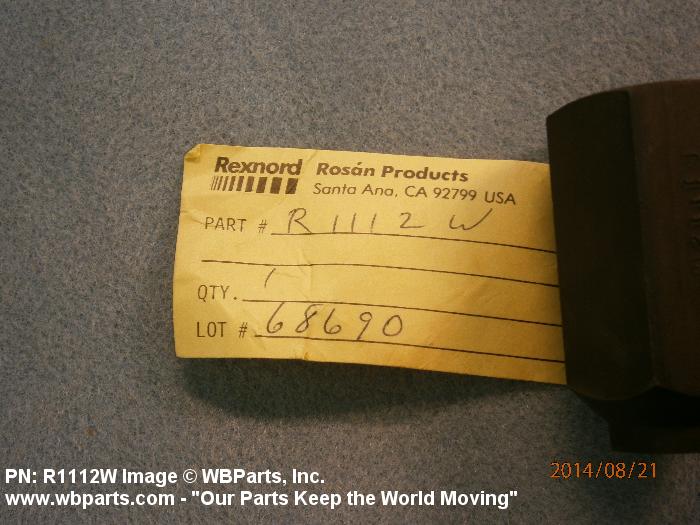 Rexnord Rosán Products
Santa Ana, CA 92799 USA
PART # R1112W
QTY. 1
LOT # 68690
2014/08/21
PN: R1112W Image © WBParts, Inc.
www.wbparts.com - "Our Parts Keep the World Moving"